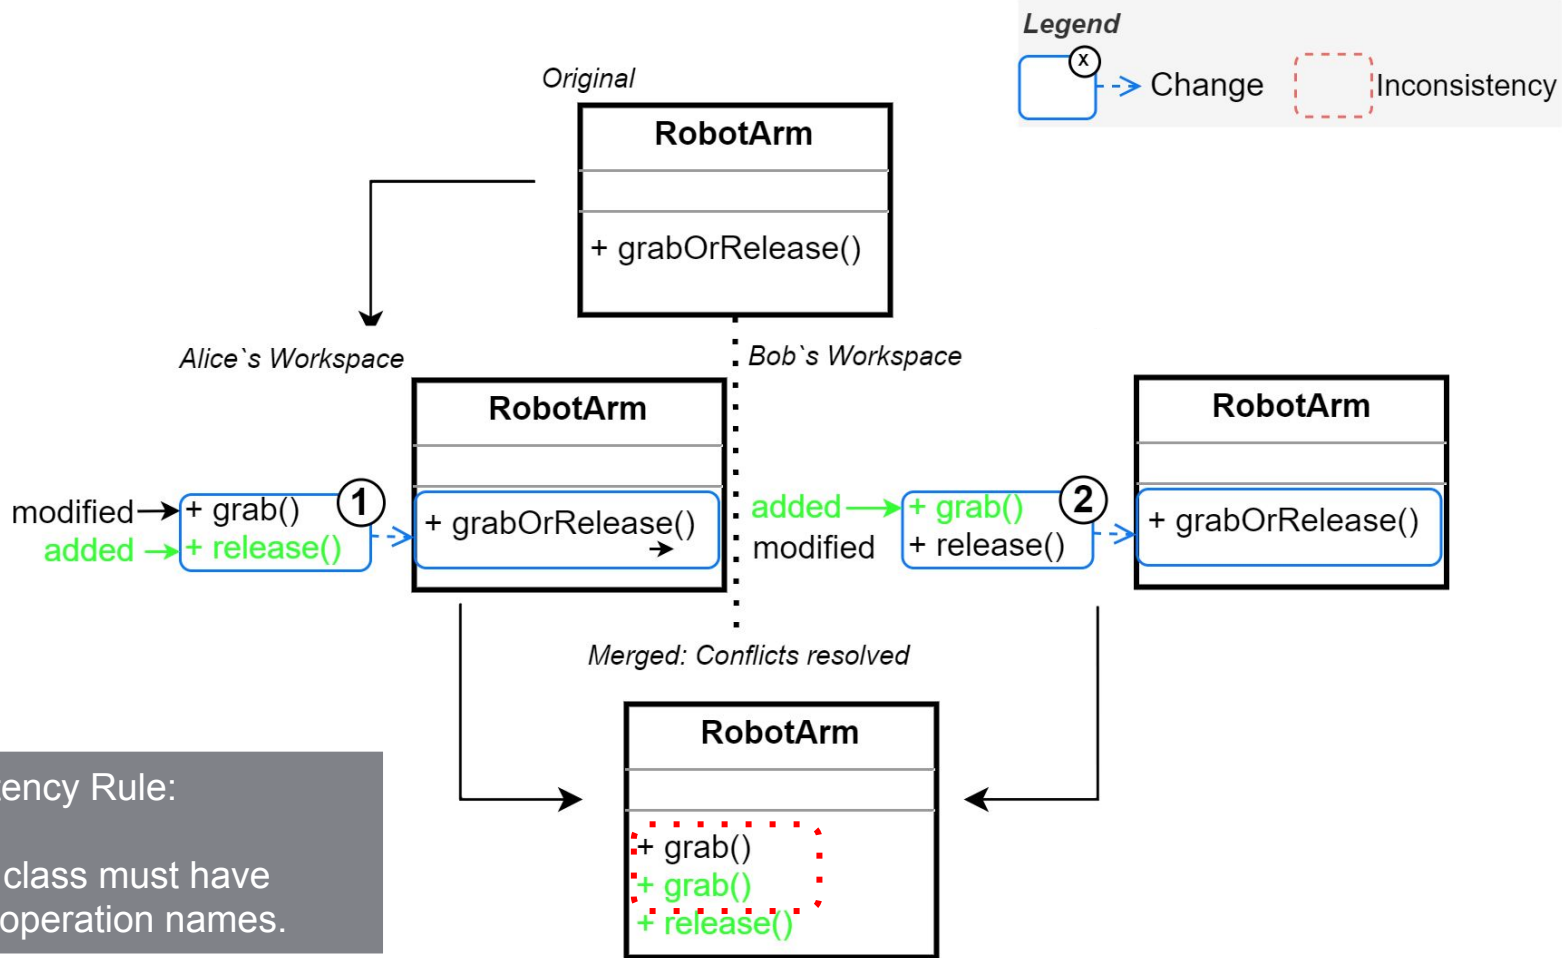 Legend
X
Change
Inconsistency
Original
RobotArm
+ grabOrRelease()
Alice`s Workspace
Bob`s Workspace
RobotArm
modified
+ grab()
added
+ release()
1
+ grabOrRelease()
added
+ grab()
modified
+ release()
2
RobotArm
+ grabOrRelease()
Merged: Conflicts resolved
RobotArm
+ grab()
+ grab()
+ release()
tency Rule:
class must have
operation names.